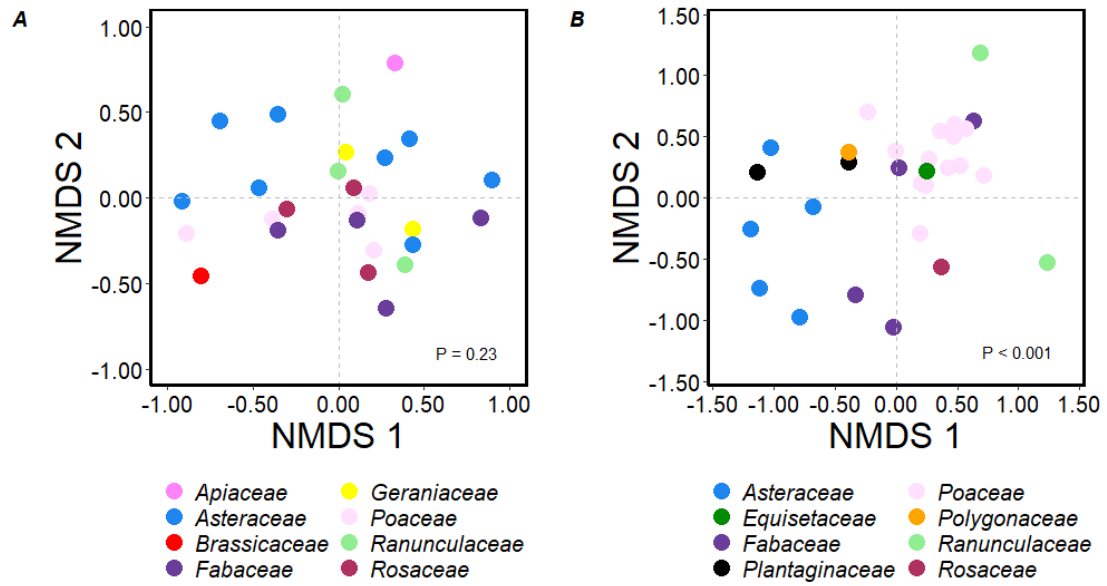 A
1.00
0.50
0.00
-0.50
-1.00
NMDS 2
P = 0.23
-1.00 -0.50 0.00 0.50 1.00
NMDS 1
Apiaceae Geraniaceae
Asteraceae Poaceae
Brassicaceae Ranunculaceae
Fabaceae Rosaceae
B
1.50
1.00
0.50
0.00
-0.50
-1.00
-1.50
NMDS 2
P < 0.001
-1.50 -1.00 -0.50 0.00 0.50 1.00 1.50
NMDS 1
Asteraceae Poaceae
Equisetaceae Polygonaceae
Fabaceae Ranunculaceae
Plantaginaceae Rosaceae